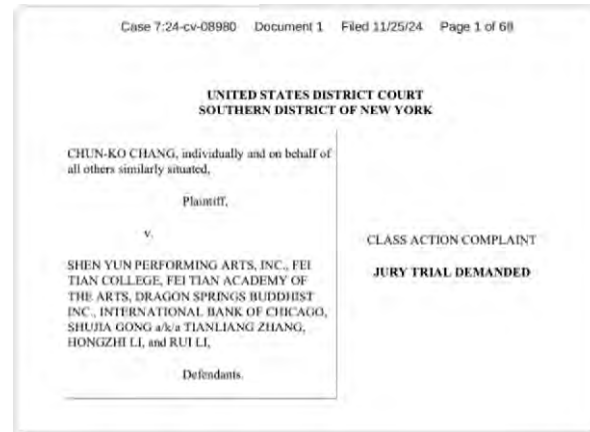 Case 7:24-cv-08980 Document 1 Filed 11/25/24 Page 1 of 68
UNITED STATES DISTRICT COURT
SOUTHERN DISTRICT OF NEW YORK
CHUN-KO CHANG, individually and on behalf of
all others similarly situated,
Plaintiff,
v.
SHEN YUN PERFORMING ARTS, INC., FEI
TIAN COLLEGE, FEI TIAN ACADEMY OF
THE ARTS, DRAGON SPRINGS BUDDHIST
INC., INTERNATIONAL BANK OF CHICAGO,
SHUJIA GONG a/k/a TIANLIANG ZHANG,
HONGZHI LI, and RUI LI,
Defendants.
CLASS ACTION COMPLAINT
JURY TRIAL DEMANDED